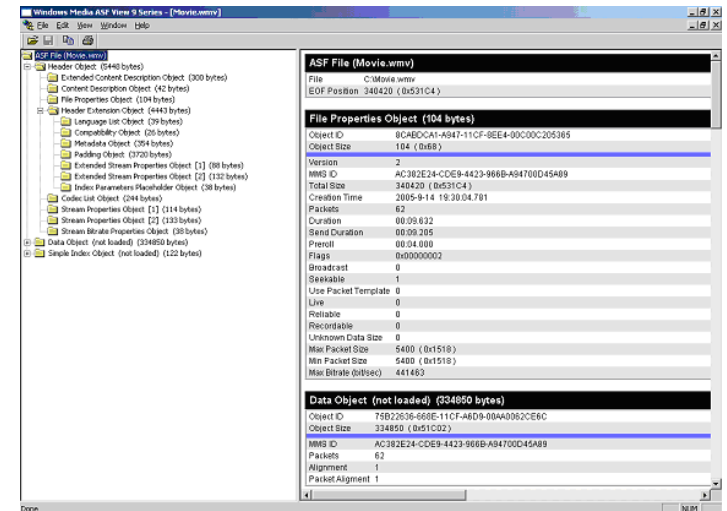 Windows Media ASF View 9 Series - [Movie.wmv]
File Edit View Window Help
ASF File (Movie.wmv)
Header Object (5448 bytes)
Extended Content Description Object (300 bytes)
Content Description Object (42 bytes)
File Properties Object (104 bytes)
Header Extension Object (4443 bytes)
Language List Object (39 bytes)
Compatibility Object (26 bytes)
Metadata Object (354 bytes)
Padding Object (3720 bytes)
Extended Stream Properties Object [1] (88 bytes)
Extended Stream Properties Object [2] (132 bytes)
Index Parameters Placeholder Object (38 bytes)
Codec List Object (244 bytes)
Stream Properties Object [1] (114 bytes)
Stream Properties Object [2] (133 bytes)
Stream Bitrate Properties Object (38 bytes)
Data Object (not loaded) (334850 bytes)
Simple Index Object (not loaded) (122 bytes)
ASF File (Movie.wmv)
File C:\Movie.wmv
EOF Position 340420 (0x531C4)
File Properties Object (104 bytes)
Object ID 8CABDCA1-A947-11CF-8EE4-00C00C205365
Object Size 104 (0x68)
Version 2
MMS ID AC382E24-CDE9-4423-966B-A94700D45A89
Total Size 340420 (0x531C4)
Creation Time 2005-9-14 19:30:04.781
Packets 62
Duration 00:09.632
Send Duration 00:09.205
Preroll 00:04.000
Flags 0x00000002
Broadcast 0
Seekable 1
Use Packet Template 0
Live 0
Reliable 0
Recordable 0
Unknown Data Size 0
Max Packet Size 5400 (0x1518)
Min Packet Size 5400 (0x1518)
Max Bitrate (bit/sec) 441463
Data Object (not loaded) (334850 bytes)
Object ID 75B22636-668E-11CF-A6D9-00AA0062CE6C
Object Size 334850 (0x51C02)
MMS ID AC382E24-CDE9-4423-966B-A94700D45A89
Packets 62
Alignment 1
Packet Aligment 1
Done
NUM